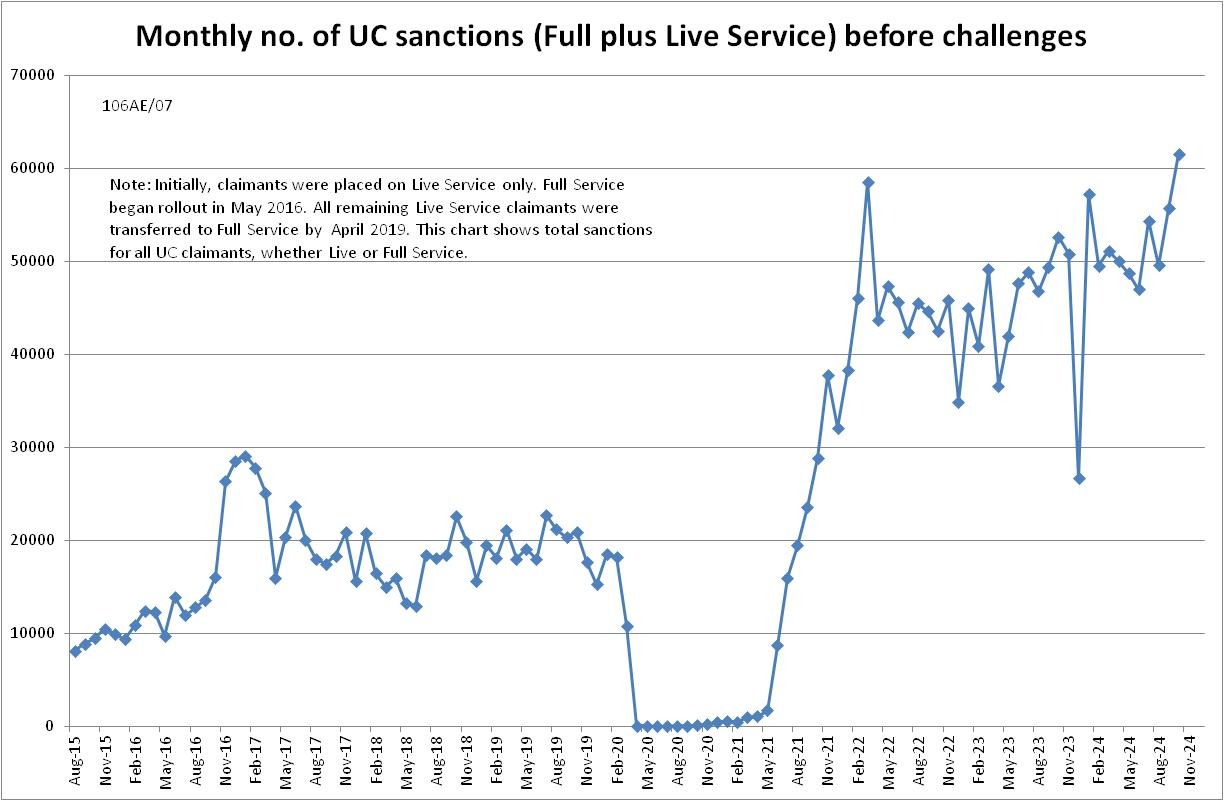 Monthly no. of UC sanctions (Full plus Live Service) before challenges
70000
106AE/07
60000
Note: Initially, claimants were placed on Live Service only. Full Service
began rollout in May 2016. All remaining Live Service claimants were
transferred to Full Service by April 2019. This chart shows total sanctions
for all UC claimants, whether Live or Full Service.
50000
40000
30000
20000
10000
0
Aug-15
Nov-15
Feb-16
May-16
Aug-16
Nov-16
Feb-17
May-17
Aug-17
Nov-17
Feb-18
May-18
Aug-18
Nov-18
Feb-19
May-19
Aug-19
Nov-19
Feb-20
May-20
Aug-20
Nov-20
Feb-21
May-21
Aug-21
Nov-21
Feb-22
May-22
Aug-22
Nov-22
Feb-23
May-23
Aug-23
Nov-23
Feb-24
May-24
Aug-24
Nov-24